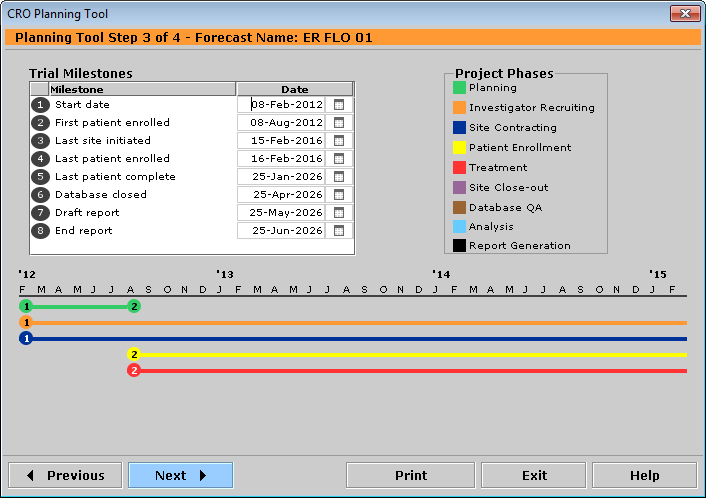 CRO Planning Tool
Planning Tool Step 3 of 4 - Forecast Name: ER FLO 01
Trial Milestones
Milestone Date
1 Start date 08-Feb-2012
2 First patient enrolled 08-Aug-2012
3 Last site initiated 15-Feb-2016
4 Last patient enrolled 16-Feb-2016
5 Last patient complete 25-Jan-2026
6 Database closed 25-Apr-2026
7 Draft report 25-May-2026
8 End report 25-Jun-2026
Project Phases
Planning
Investigator Recruiting
Site Contracting
Patient Enrollment
Treatment
Site Close-out
Database QA
Analysis
Report Generation
'12 '13 '14 '15
F M A M J J A S O N D J F M A M J J A S O N D J F M A M J J A S O N D J F
1 2
1
1
2
2
Previous Next Print Exit Help